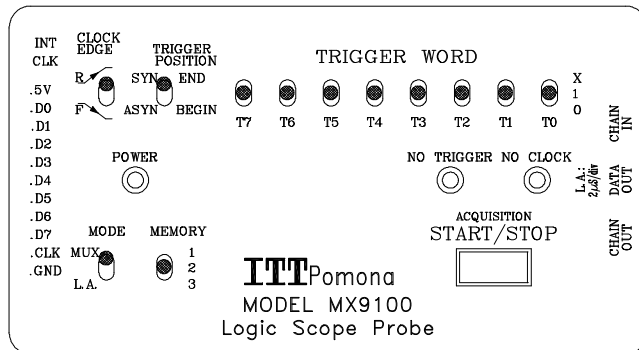 INT
CLK
.5V
.D0
.D1
.D2
.D3
.D4
.D5
.D6
.D7
.CLK
.GND
CLOCK
EDGE
R
F
TRIGGER
POSITION
SYN END
ASYN BEGIN
TRIGGER WORD
X
1
0
T7 T6 T5 T4 T3 T2 T1 T0
POWER
NO TRIGGER NO CLOCK
MODE
MUX
L.A.
MEMORY
1
2
3
ACQUISITION
START/STOP
ITT Pomona
MODEL MX9100
Logic Scope Probe
CHAIN
IN
L.A.:
2µS/div
DATA
OUT
CHAIN
OUT